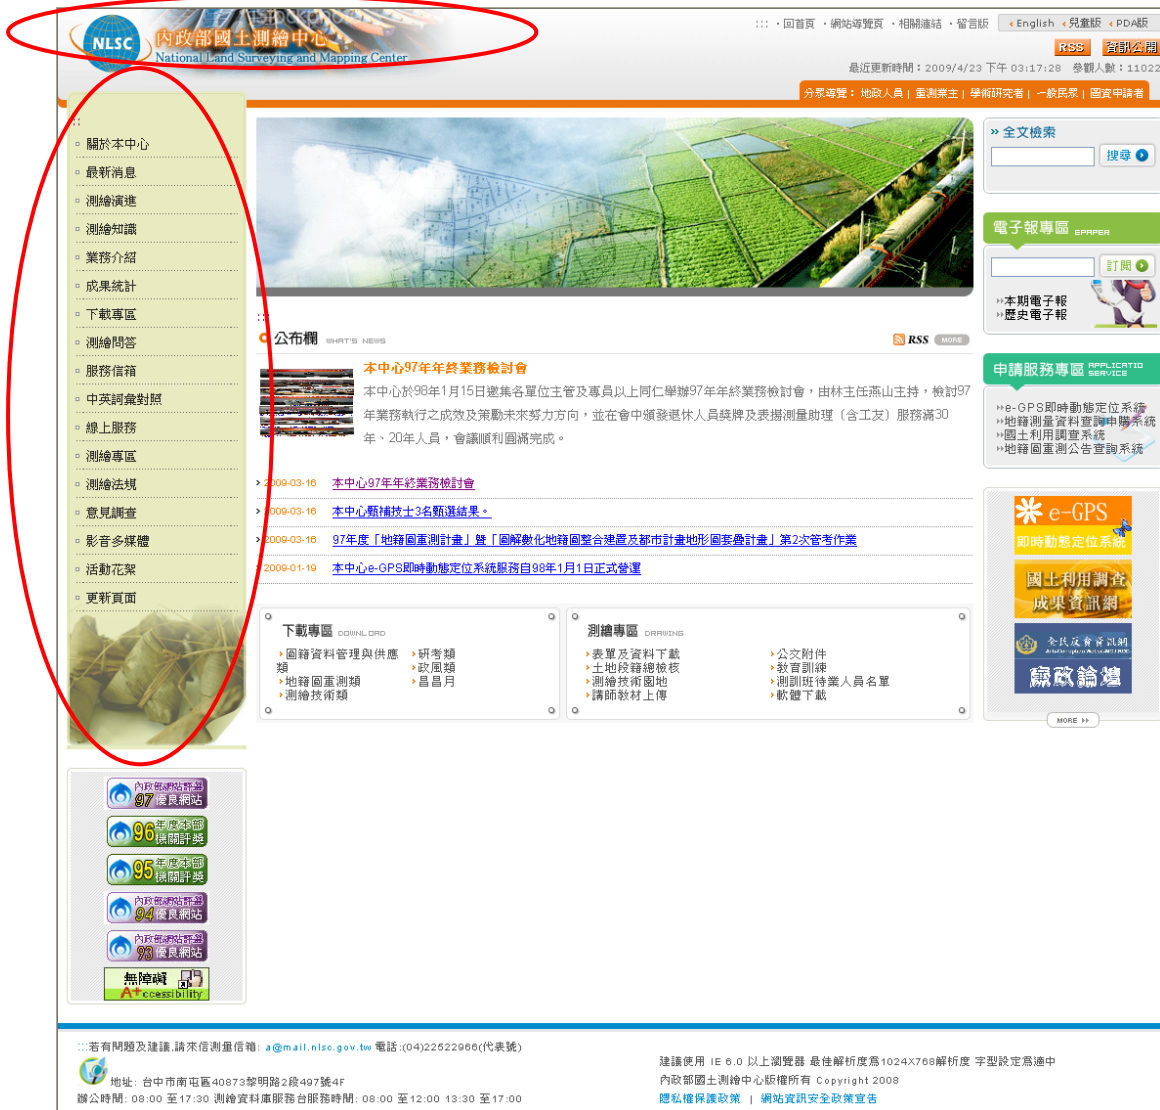 ::: ・回首頁 ・網站導覽頁 ・相關連結 ・留言版 English 兒童版 PDA版
NLSC 內政部國土測繪中心
National Land Surveying and Mapping Center
RSS 資訊公開
最近更新時間：2009/4/23 下午 03:17:28 參觀人數：11022
分眾導覽： 地政人員 | 重測業主 | 學術研究者 | 一般民眾 | 圖資申請者
::
關於本中心
最新消息
測繪演進
測繪知識
業務介紹
成果統計
下載專區
測繪問答
服務信箱
中英詞彙對照
線上服務
測繪專區
測繪法規
意見調查
影音多媒體
活動花絮
更新頁面
內政部網站評鑑
97優良網站
96年度本部
機關評獎
95年度本部
機關評獎
內政部網站評鑑
94優良網站
內政部網站評鑑
93優良網站
無障礙
A+ccessibility
公布欄 WHAT'S NEWS RSS MORE
本中心97年年終業務檢討會
本中心於98年1月15日邀集各單位主管及專員以上同仁舉辦97年年終業務檢討會，由林主任燕山主持，檢討97
年業務執行之成效及策勵未來努力方向，並在會中頒發退休人員獎牌及表揚測量助理（含工友）服務滿30
年、20年人員，會議順利圓滿完成。
2009-03-16 本中心97年年終業務檢討會
2009-03-16 本中心甄補技士3名甄選結果。
2009-03-16 97年度「地籍圖重測計畫」暨「圖解數化地籍圖整合建置及都市計畫地形圖套疊計畫」第2次管考作業
2009-01-19 本中心e-GPS即時動態定位系統服務自98年1月1日正式營運
下載專區 DOWNLOAD
圖籍資料管理與供應類
地籍圖重測類
測繪技術類
研考類
政風類
昌昌月
測繪專區 DRAWING
表單及資料下載
土地段籍總檢核
測繪技術園地
講師教材上傳
公文附件
教育訓練
測訓班待業人員名單
軟體下載
全文檢索
搜尋
電子報專區 EPAPER
訂閱
本期電子報
歷史電子報
申請服務專區 APPLICATIO
SERVICE
e-GPS即時動態定位系統
地籍測量資料查詢申購系統
國土利用調查系統
地籍圖重測公告查詢系統
e-GPS
即時動態定位系統
國土利用調查
成果資訊網
全民反貪資訊網
廉政論壇
MORE
:::若有問題及建議,請來信測量信箱: a@mail.nlsc.gov.tw 電話:(04)22522966(代表號)
地址: 台中市南屯區40873黎明路2段497號4F
辦公時間: 08:00 至17:30 測繪資料庫服務台服務時間: 08:00 至12:00 13:30 至17:00
建議使用 IE 6.0 以上瀏覽器 最佳解析度為1024X768解析度 字型設定為適中
內政部國土測繪中心版權所有 Copyright 2008
隱私權保護政策 | 網站資訊安全政策宣告